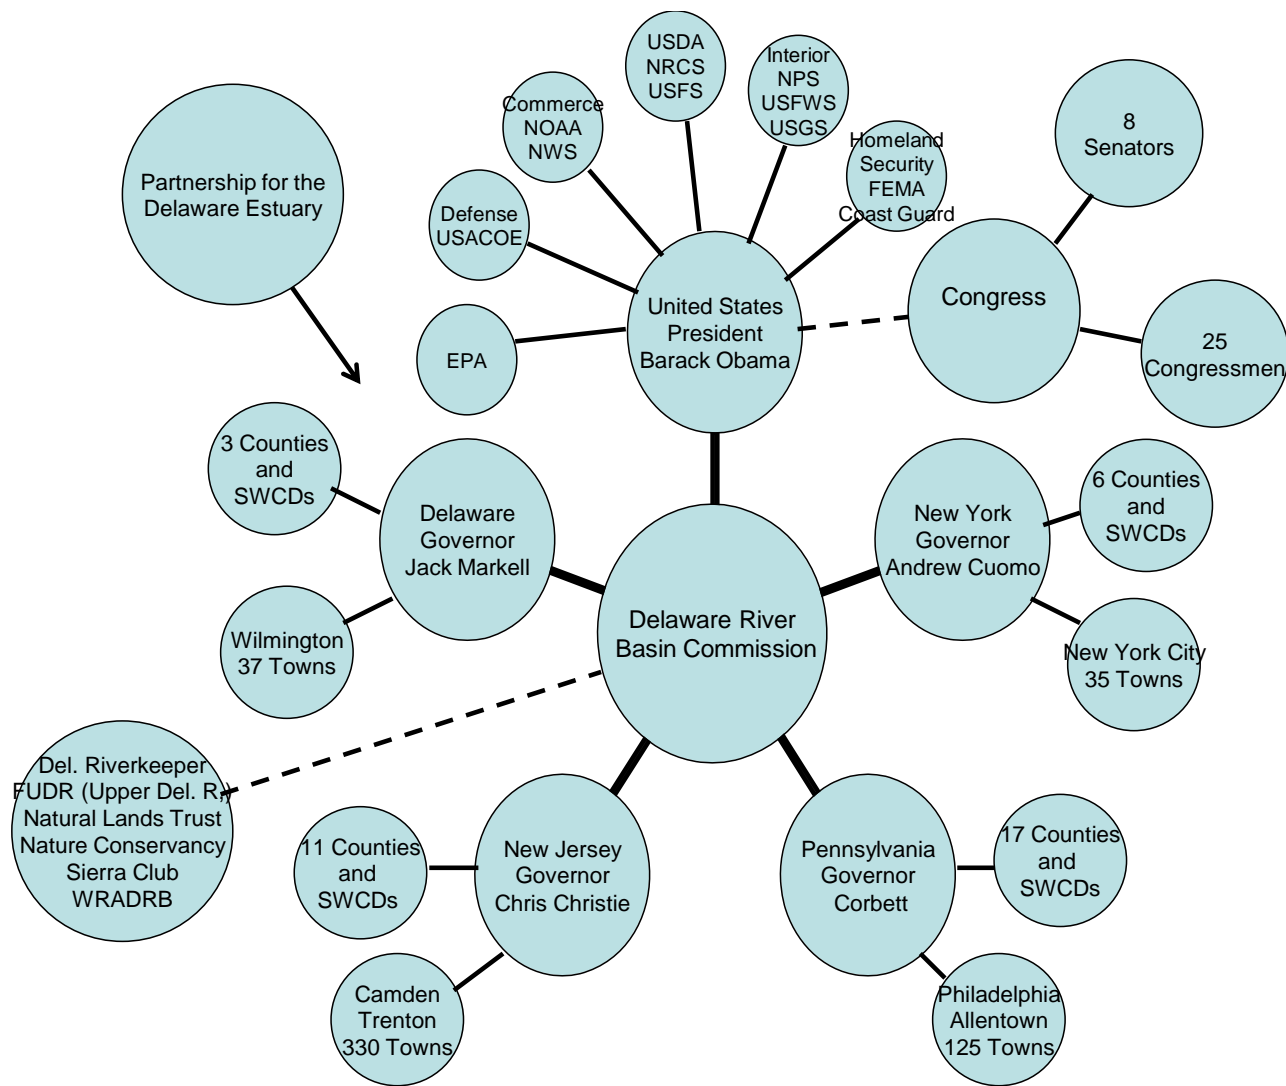 USDA
NRCS
USFS
Interior
NPS
USFWS
USGS
Commerce
NOAA
NWS
8
Senators
Homeland
Security
FEMA
Coast Guard
Partnership for the
Delaware Estuary
Defense
USACOE
United States
President
Barack Obama
Congress
25
Congressmen
EPA
3 Counties
and
SWCDs
Delaware
Governor
Jack Markell
New York
Governor
Andrew Cuomo
6 Counties
and
SWCDs
Delaware River
Basin Commission
Wilmington
37 Towns
New York City
35 Towns
Del. Riverkeeper
FUDR (Upper Del. R,)
Natural Lands Trust
Nature Conservancy
Sierra Club
WRADRB
11 Counties
and
SWCDs
New Jersey
Governor
Chris Christie
Pennsylvania
Governor
Corbett
17 Counties
and
SWCDs
Camden
Trenton
330 Towns
Philadelphia
Allentown
125 Towns